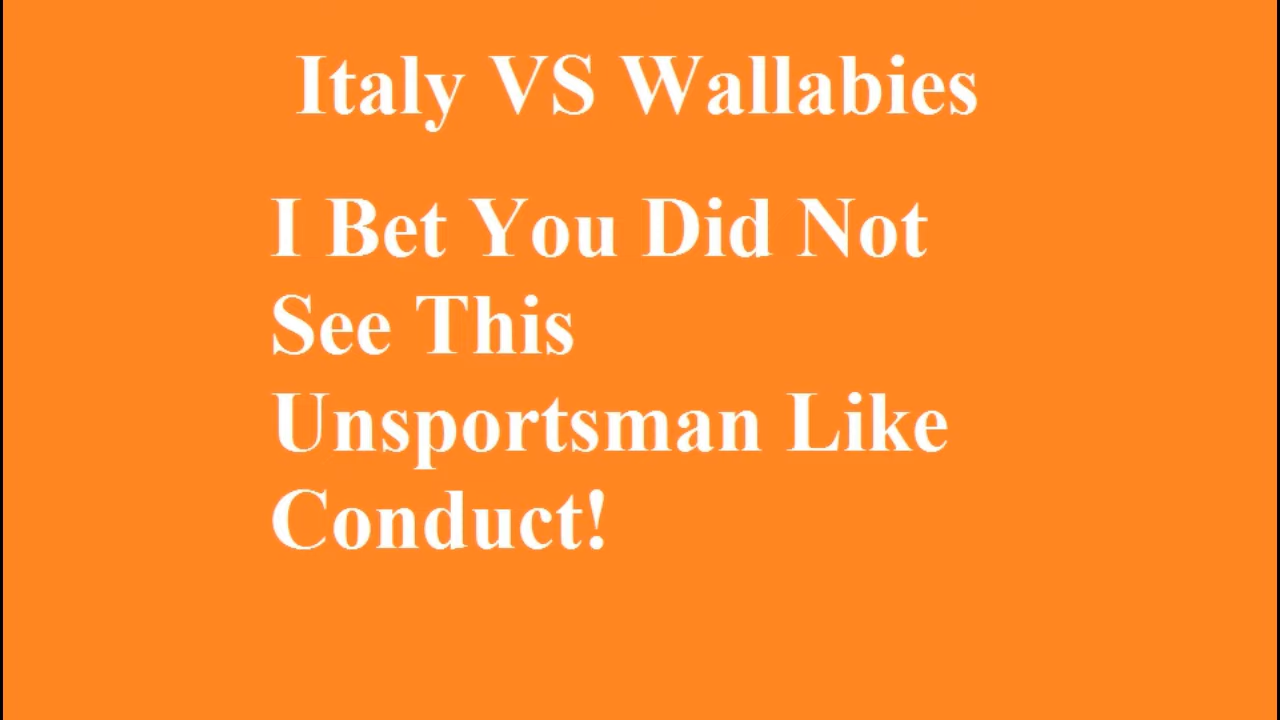 Italy VS Wallabies
I Bet You Did Not
See This
Unsportsman Like
Conduct!